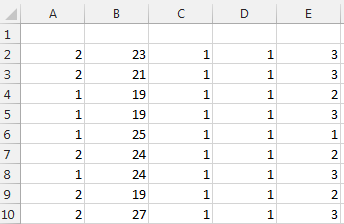 A B C D E
1
2 2 23 1 1 3
3 2 21 1 1 3
4 1 19 1 1 2
5 1 19 1 1 3
6 1 25 1 1 1
7 2 24 1 1 2
8 1 24 1 1 3
9 2 19 1 1 2
10 2 27 1 1 3